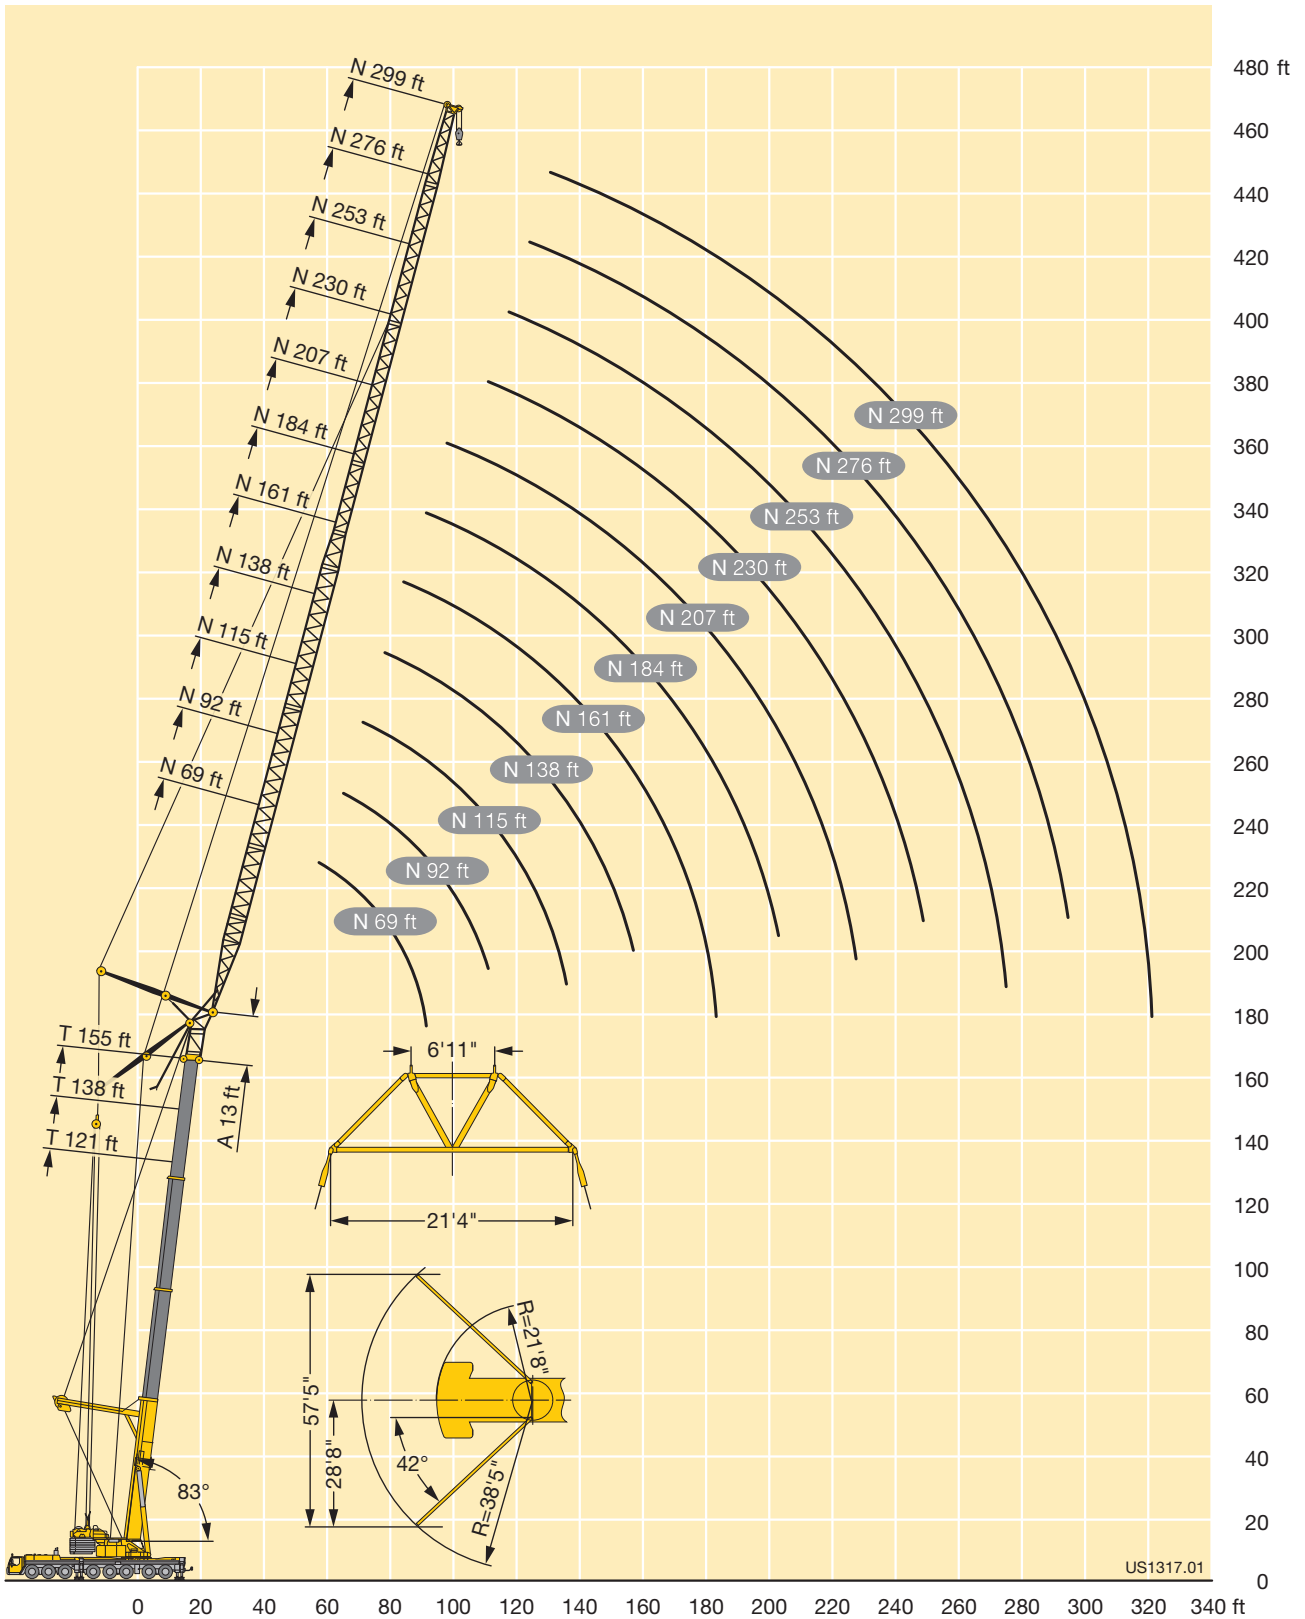 480 ft
460
440
420
400
380
360
340
320
300
280
260
240
220
200
180
160
140
120
100
80
60
40
20
0
N 299 ft
N 276 ft
N 253 ft
N 230 ft
N 207 ft
N 184 ft
N 161 ft
N 138 ft
N 115 ft
N 92 ft
N 69 ft
N 299 ft
N 276 ft
N 253 ft
N 230 ft
N 207 ft
N 184 ft
N 161 ft
N 138 ft
N 115 ft
N 92 ft
N 69 ft
T 155 ft
T 138 ft
T 121 ft
A 13 ft
6'11"
21'4"
57'5"
28'8"
42°
R=21'8"
R=38'5"
83°
US1317.01
0 20 40 60 80 100 120 140 160 180 200 220 240 260 280 300 320 340 ft